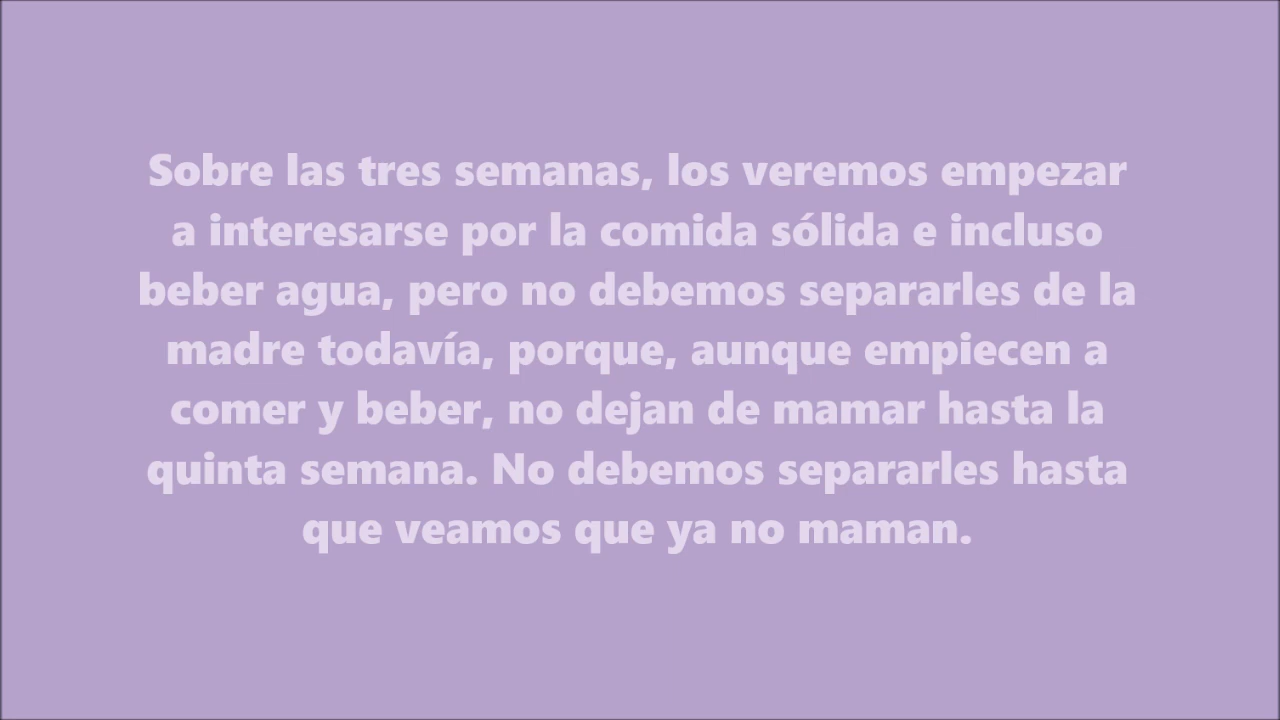 Sobre las tres semanas, los veremos empezar
a interesarse por la comida sólida e incluso
beber agua, pero no debemos separarles de la
madre todavía, porque, aunque empiecen a
comer y beber, no dejan de mamar hasta la
quinta semana. No debemos separarles hasta
que veamos que ya no maman.